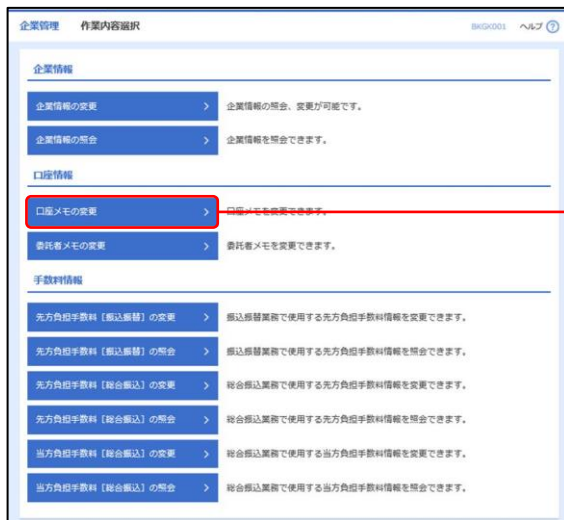 企業管理 作業内容選択 BKGK001 ヘルプ ?
企業情報
企業情報の変更 > 企業情報の照会、変更が可能です。
企業情報の照会 > 企業情報を照会できます。
口座情報
口座メモの変更 > 口座メモを変更できます。
委託者メモの変更 > 委託者メモを変更できます。
手数料情報
先方負担手数料［振込振替］の変更 > 振込振替業務で使用する先方負担手数料情報を変更できます。
先方負担手数料［振込振替］の照会 > 振込振替業務で使用する先方負担手数料情報を照会できます。
先方負担手数料［総合振込］の変更 > 総合振込業務で使用する先方負担手数料情報を変更できます。
先方負担手数料［総合振込］の照会 > 総合振込業務で使用する先方負担手数料情報を照会できます。
当方負担手数料［総合振込］の変更 > 総合振込業務で使用する当方負担手数料情報を変更できます。
当方負担手数料［総合振込］の照会 > 総合振込業務で使用する当方負担手数料情報を照会できます。